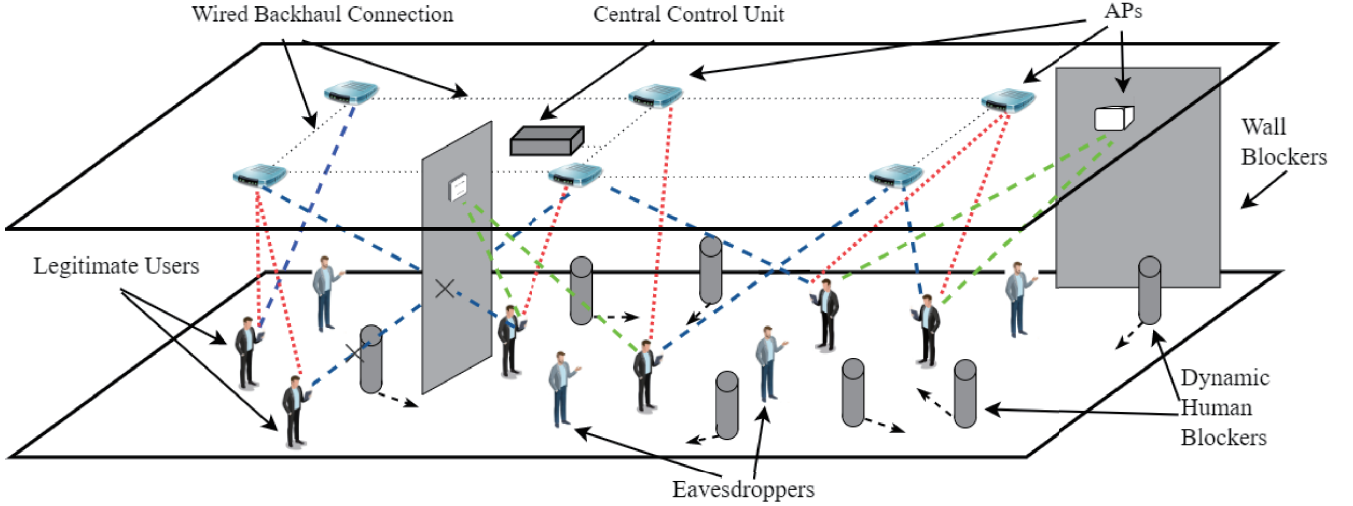 Wired Backhaul Connection
Central Control Unit
APs
Wall
Blockers
Legitimate Users
Dynamic
Human
Blockers
Eavesdroppers